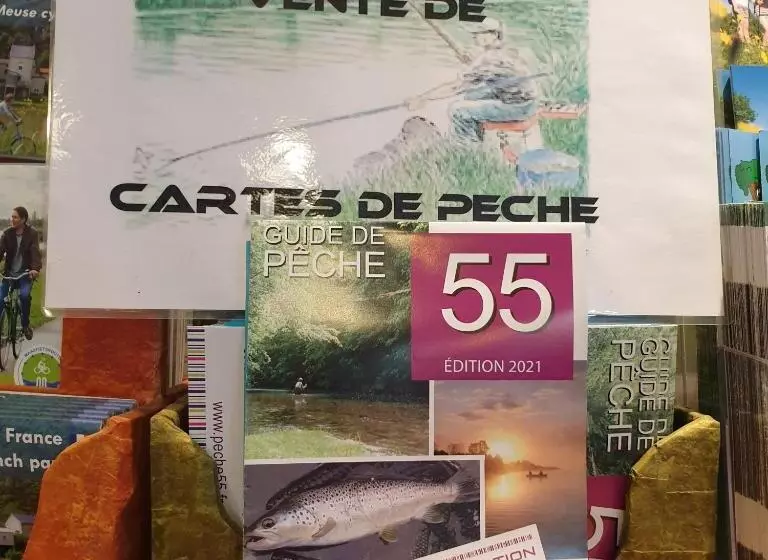 Meuse
VENTE DE
CARTES DE PECHE
GUIDE DE
PÊCHE
55
ÉDITION 2021
GUIDE DE
PÊCHE
www.peche55.fr
France